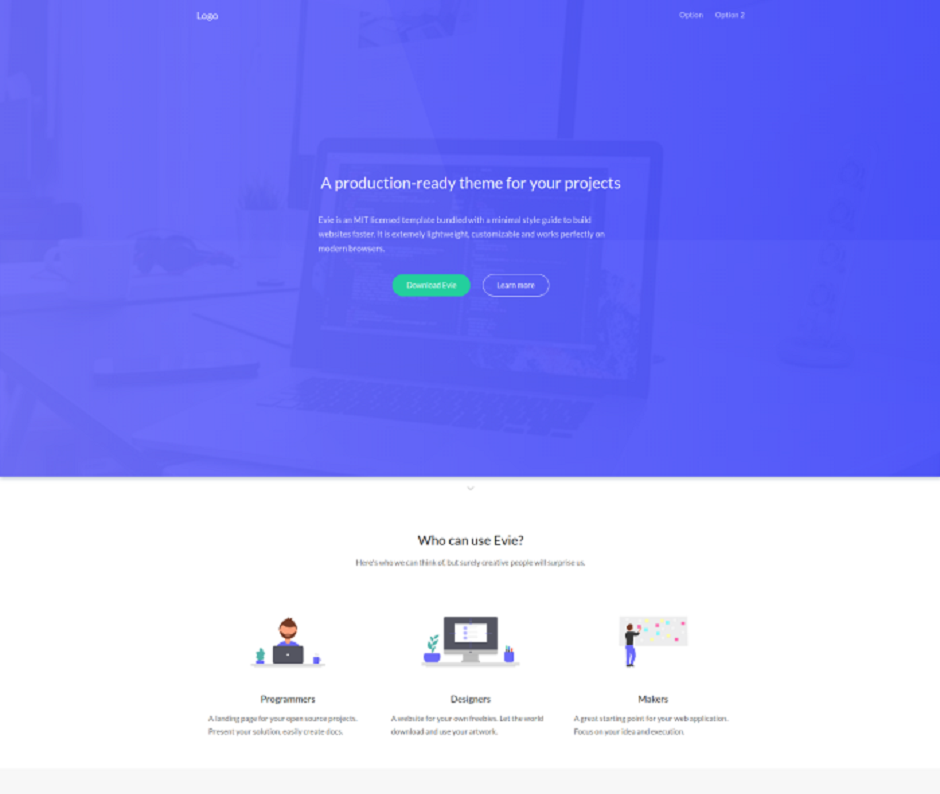 Logo
Option Option 2
A production-ready theme for your projects
Evie is an MIT licensed template bundled with a minimal style guide to build
websites faster. It is extemely lightweight, customizable and works perfectly on
modern browsers.
Download Evie Learn more
Who can use Evie?
Here's who we can think of, but surely creative people will surprise us.
Programmers
A landing page for your open source projects.
Present your solution, easily create docs.
Designers
A website for your own freebies. Let the world
download and use your artwork.
Makers
A great starting point for your web application.
Focus on your idea and execution.